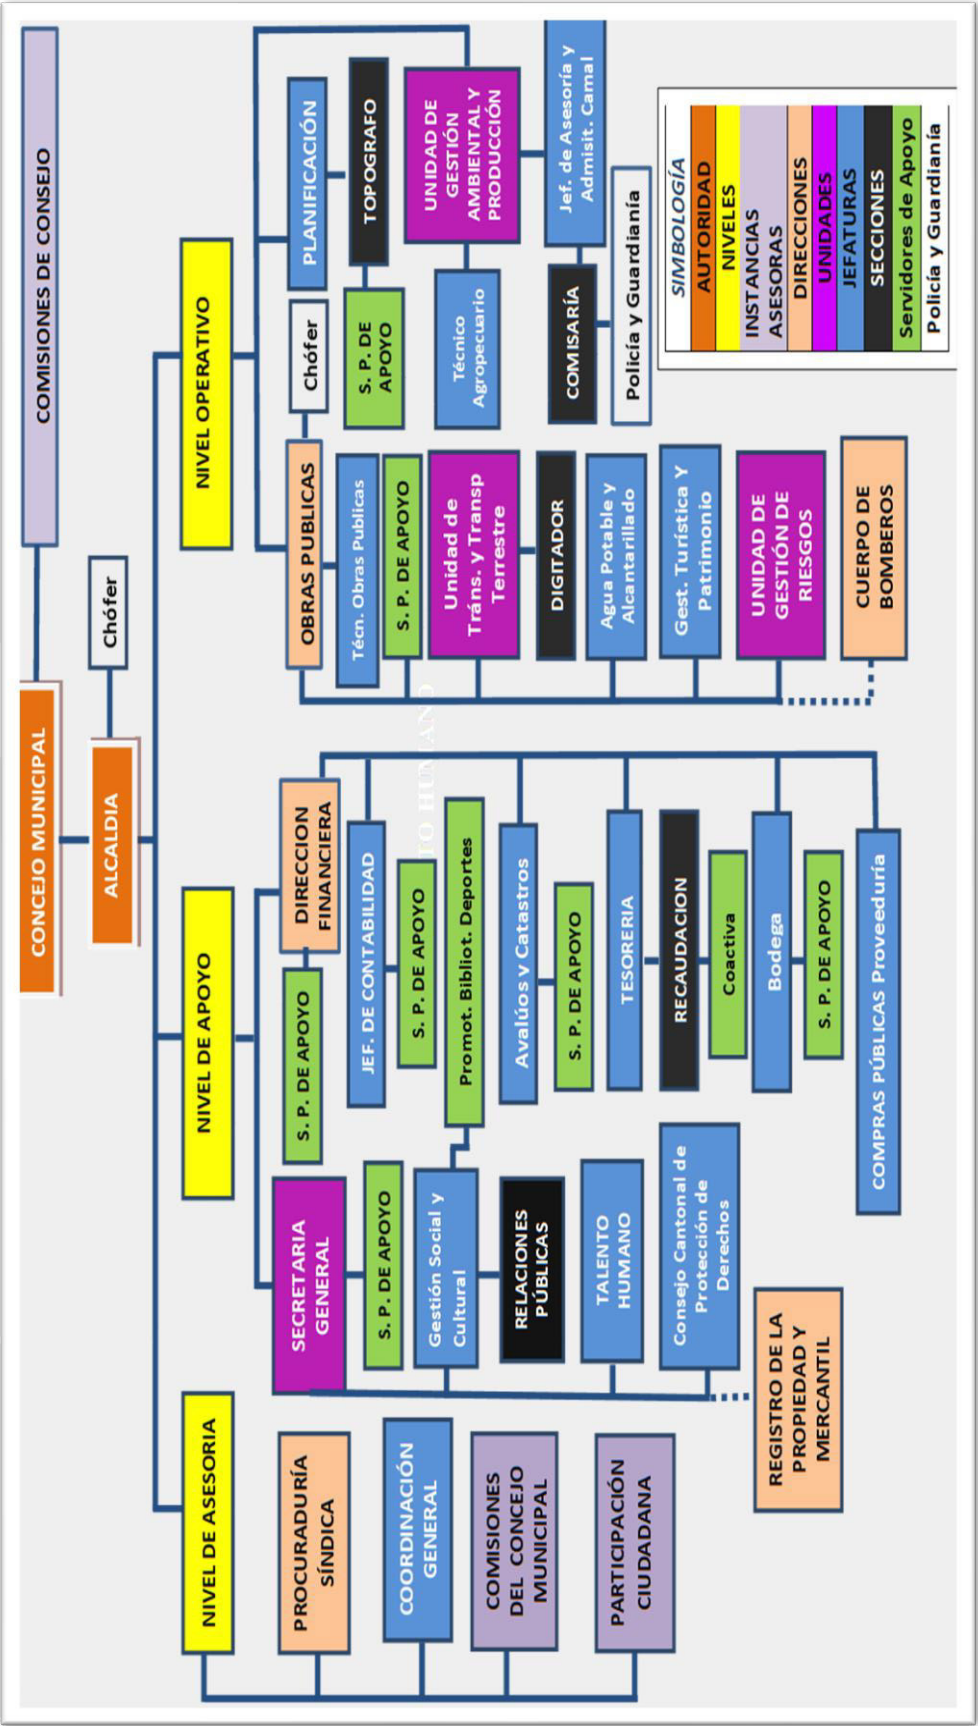 CONCEJO MUNICIPAL
COMISIONES DE CONSEJO
ALCALDIA
Chófer
NIVEL DE ASESORIA
NIVEL DE APOYO
NIVEL OPERATIVO
PROCURADURÍA
SÍNDICA
COORDINACIÓN
GENERAL
COMISIONES
DEL CONCEJO
MUNICIPAL
PARTICIPACIÓN
CIUDADANA
SECRETARIA
GENERAL
S. P. DE APOYO
Gestión Social y
Cultural
RELACIONES
PÚBLICAS
TALENTO
HUMANO
Consejo Cantonal de
Protección de
Derechos
REGISTRO DE LA
PROPIEDAD Y
MERCANTIL
DIRECCION
FINANCIERA
S. P. DE APOYO
JEF. DE CONTABILIDAD
S. P. DE APOYO
TO HUMANO
Promot. Bibliot. Deportes
Avalúos y Catastros
S. P. DE APOYO
TESORERIA
RECAUDACION
Coactiva
Bodega
S. P. DE APOYO
COMPRAS PÚBLICAS Proveeduría
OBRAS PUBLICAS
Chófer
Técn. Obras Publicas
S. P. DE APOYO
Unidad de
Tráns. y Transp
Terrestre
DIGITADOR
Agua Potable y
Alcantarillado
Gest. Turística Y
Patrimonio
UNIDAD DE
GESTIÓN DE
RIESGOS
CUERPO DE
BOMBEROS
PLANIFICACIÓN
TOPOGRAFO
S. P. DE
APOYO
UNIDAD DE
GESTIÓN
AMBIENTAL Y
PRODUCCIÓN
Técnico
Agropecuario
Jef. de Asesoría y
Admisit. Camal
COMISARÍA
Policía y Guardianía
SIMBOLOGÍA
AUTORIDAD
NIVELES
INSTANCIAS
ASESORAS
DIRECCIONES
UNIDADES
JEFATURAS
SECCIONES
Servidores de Apoyo
Policía y Guardianía